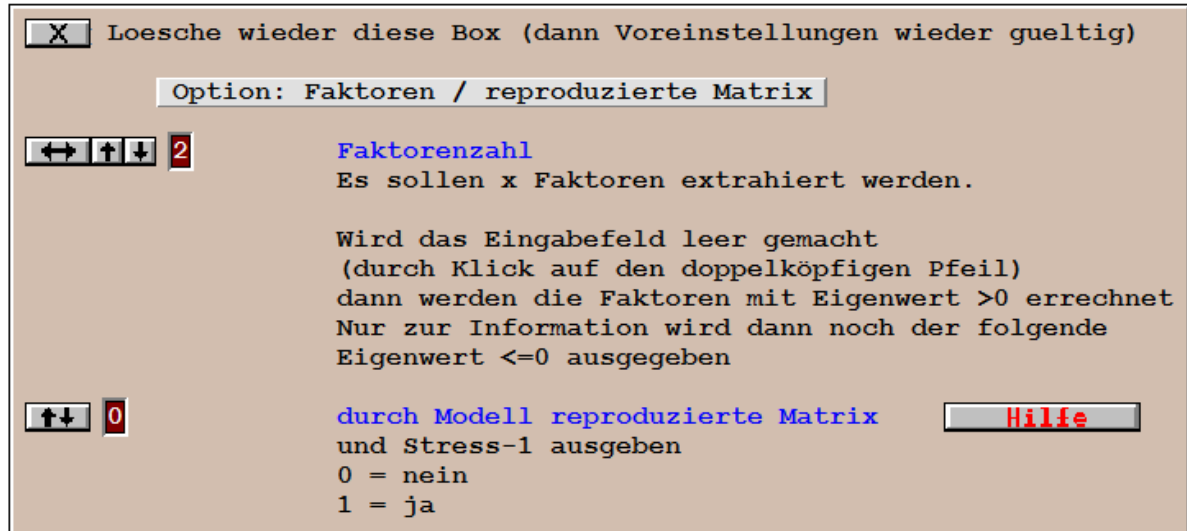 X Loesche wieder diese Box (dann Voreinstellungen wieder gueltig)
Option: Faktoren / reproduzierte Matrix
2 Faktorenzahl
Es sollen x Faktoren extrahiert werden.
Wird das Eingabefeld leer gemacht
(durch Klick auf den doppelköpfigen Pfeil)
dann werden die Faktoren mit Eigenwert >0 errechnet
Nur zur Information wird dann noch der folgende
Eigenwert <=0 ausgegeben
0 durch Modell reproduzierte Matrix Hilfe
und Stress-1 ausgeben
0 = nein
1 = ja